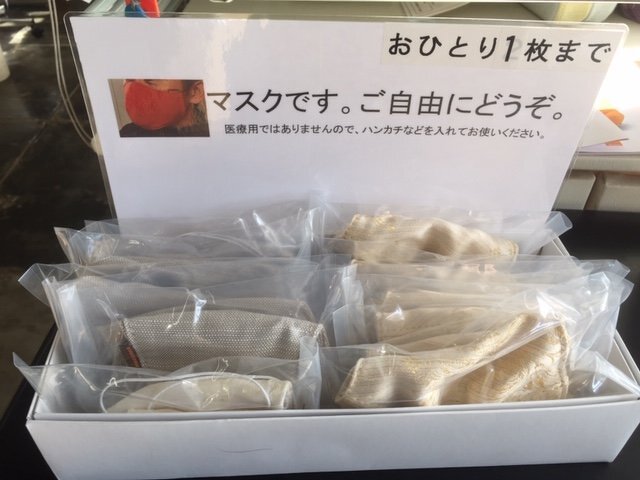 おひとり1枚まで
マスクです。ご自由にどうぞ。
医療用ではありませんので、ハンカチなどを入れてお使いください。